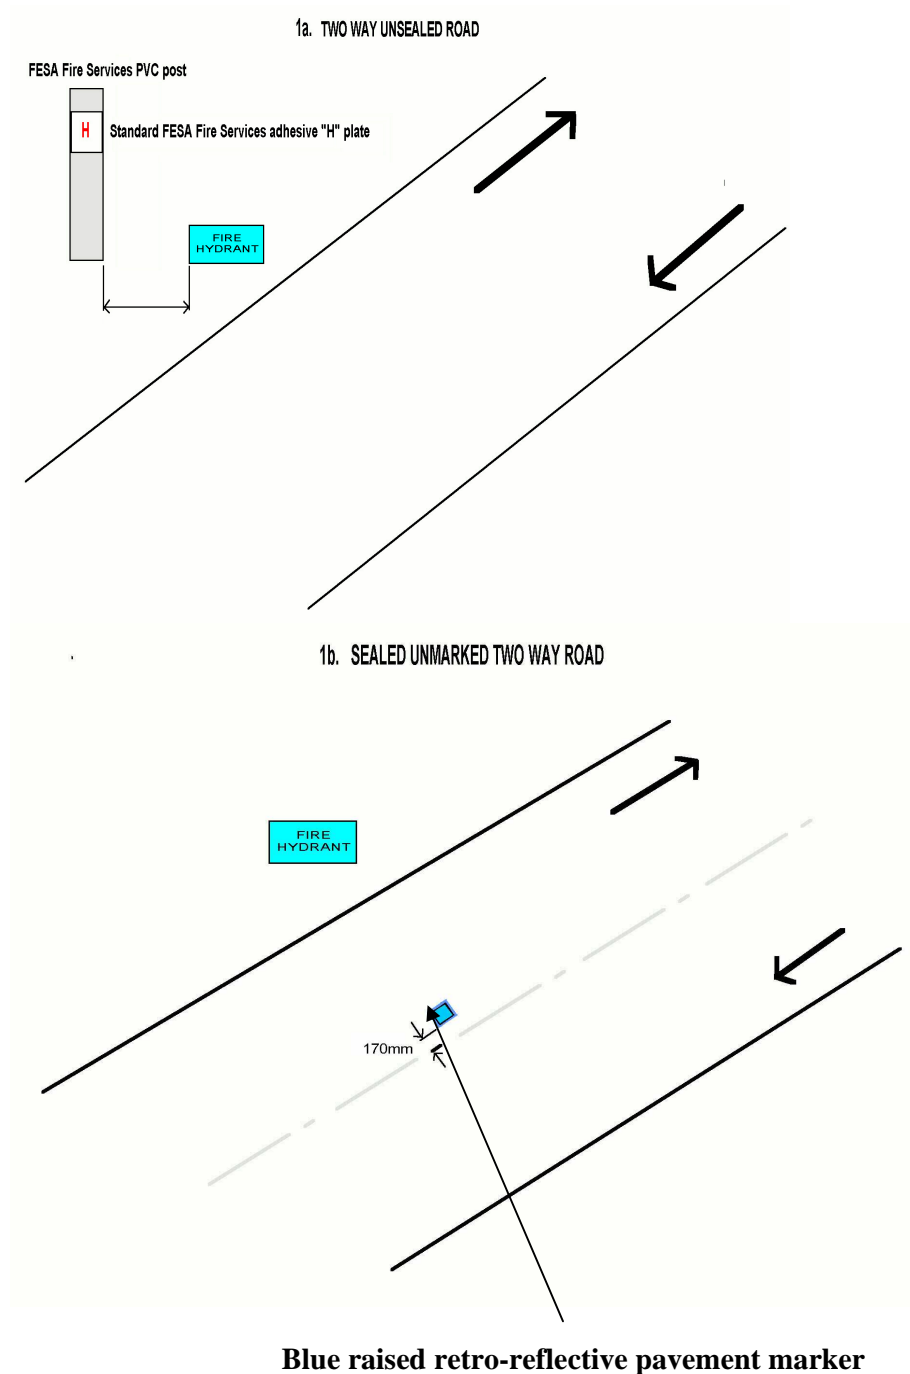 1a. TWO WAY UNSEALED ROAD
FESA Fire Services PVC post
H
Standard FESA Fire Services adhesive "H" plate
FIRE
HYDRANT
1b. SEALED UNMARKED TWO WAY ROAD
FIRE
HYDRANT
170mm
Blue raised retro-reflective pavement marker